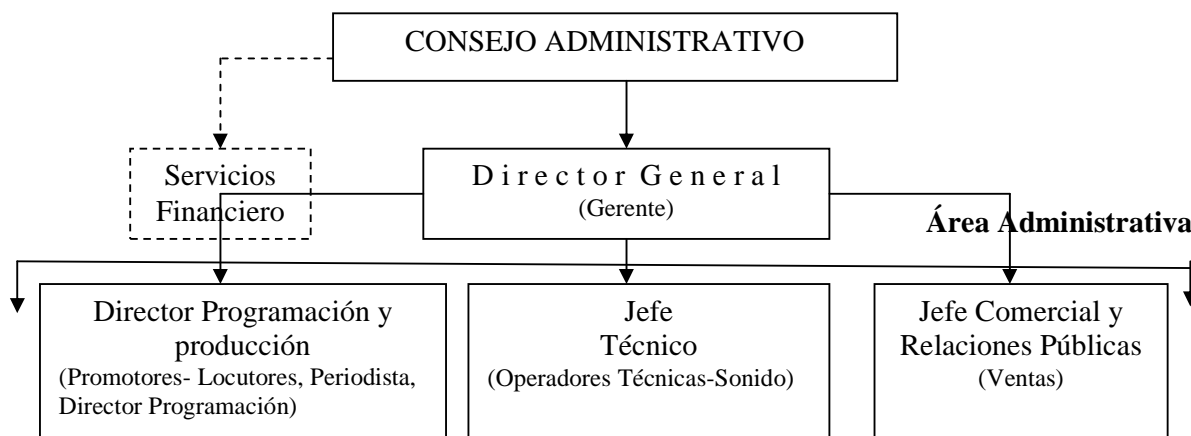 CONSEJO ADMINISTRATIVO
Servicios
Financiero
D i r e c t o r G e n e r a l
(Gerente)
Área Administrativa
Director Programación y
producción
(Promotores- Locutores, Periodista,
Director Programación)
Jefe
Técnico
(Operadores Técnicas-Sonido)
Jefe Comercial y
Relaciones Públicas
(Ventas)